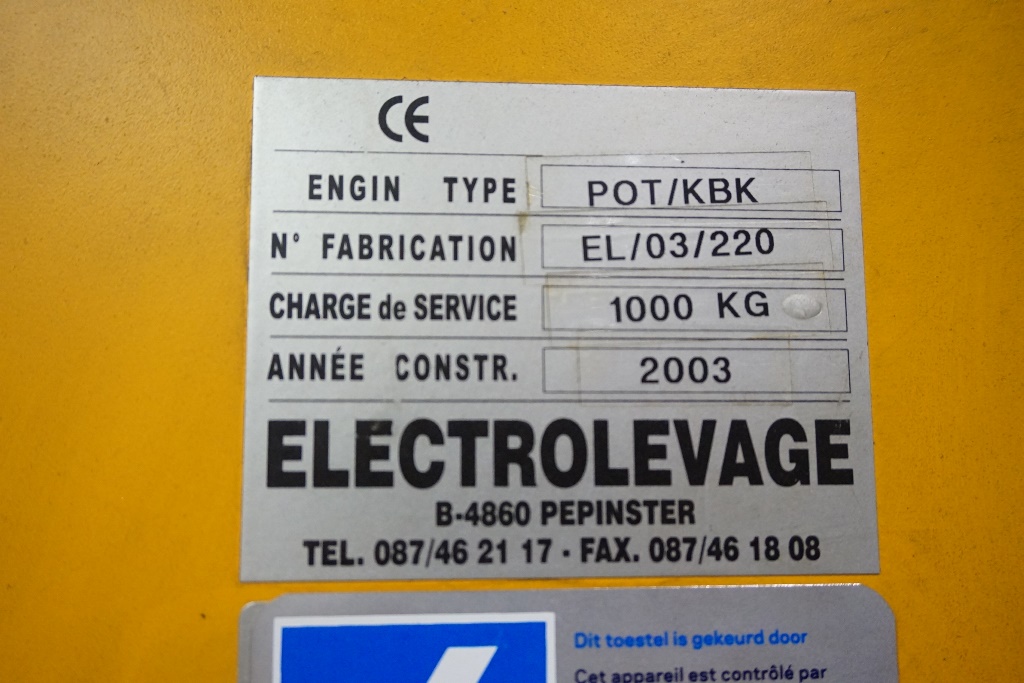 CE
ENGIN TYPE POT/KBK
N° FABRICATION EL/03/220
CHARGE de SERVICE 1000 KG
ANNÉE CONSTR. 2003
ELECTROLEVAGE
B-4860 PEPINSTER
TEL. 087/46 21 17 · FAX. 087/46 18 08
Dit toestel is gekeurd door
Cet appareil est contrôlé par